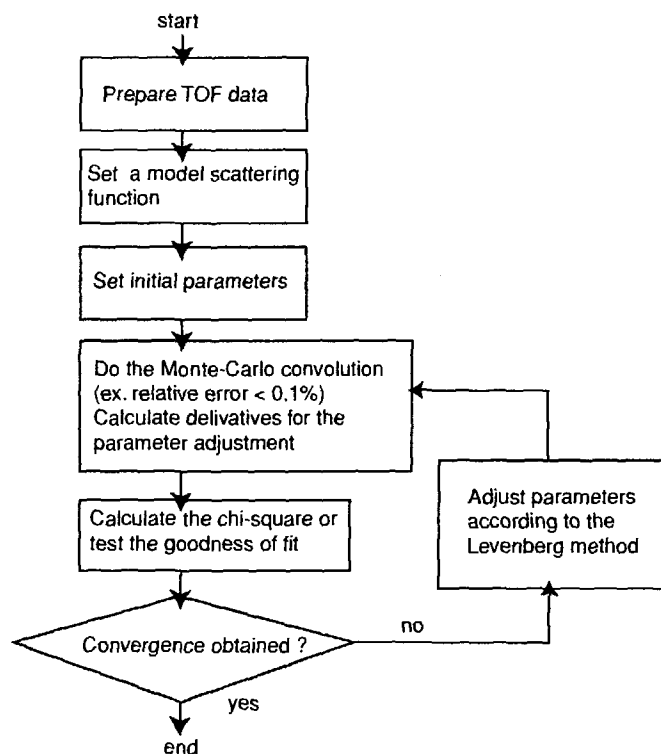 start
Prepare TOF data
Set a model scattering
function
Set initial parameters
Do the Monte-Carlo convolution
(ex. relative error < 0.1%)
Calculate delivatives for the
parameter adjustment
Calculate the chi-square or
test the goodness of fit
Adjust parameters
according to the
Levenberg method
Convergence obtained ?
no
yes
end